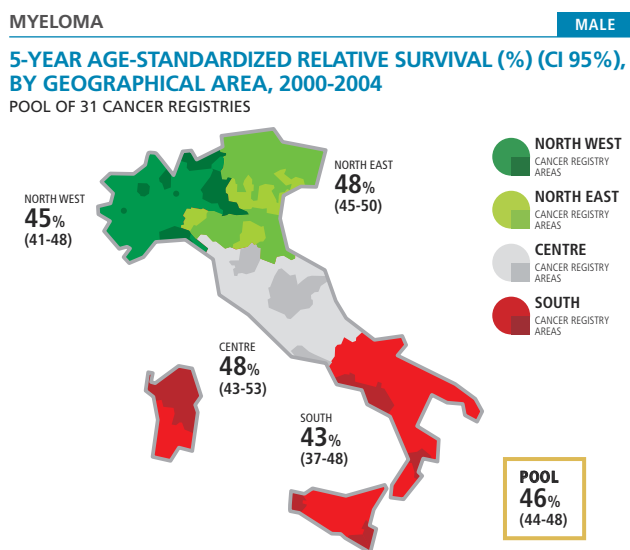 MYELOMA
MALE
5-YEAR AGE-STANDARDIZED RELATIVE SURVIVAL (%) (CI 95%),
BY GEOGRAPHICAL AREA, 2000-2004
POOL OF 31 CANCER REGISTRIES
NORTH WEST
45%
(41-48)
NORTH EAST
48%
(45-50)
CENTRE
48%
(43-53)
SOUTH
43%
(37-48)
NORTH WEST
CANCER REGISTRY
AREAS
NORTH EAST
CANCER REGISTRY
AREAS
CENTRE
CANCER REGISTRY
AREAS
SOUTH
CANCER REGISTRY
AREAS
POOL
46%
(44-48)